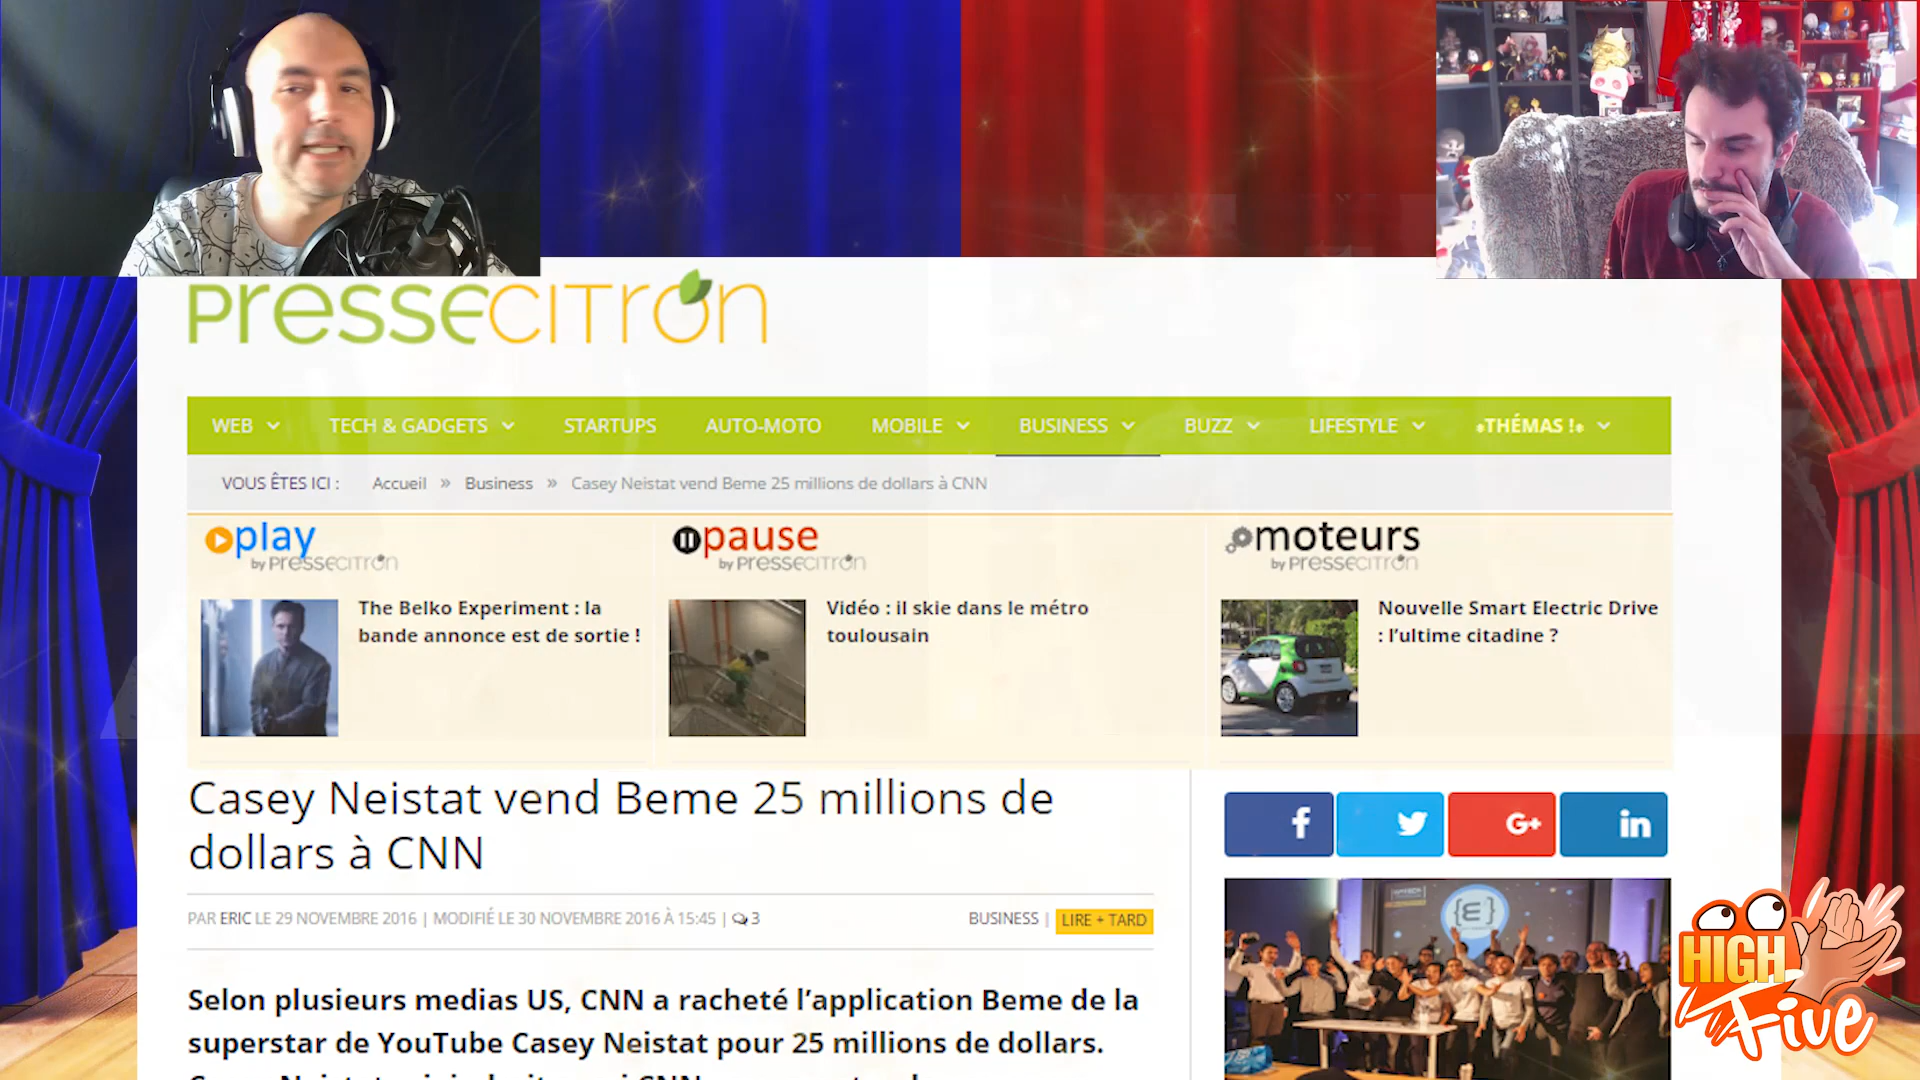 PRESSECITRON
WEB TECH & GADGETS STARTUPS AUTO-MOTO MOBILE BUSINESS BUZZ LIFESTYLE •THÉMAS !•
VOUS ÊTES ICI : Accueil » Business » Casey Neistat vend Beme 25 millions de dollars à CNN
play
by PRESSECITRON
The Belko Experiment : la
bande annonce est de sortie !
pause
by PRESSECITRON
Vidéo : il skie dans le métro
toulousain
moteurs
by PRESSECITRON
Nouvelle Smart Electric Drive
: l’ultime citadine ?
Casey Neistat vend Beme 25 millions de
dollars à CNN
PAR ERIC LE 29 NOVEMBRE 2016 | MODIFIÉ LE 30 NOVEMBRE 2016 À 15:45 | 3
BUSINESS | LIRE + TARD
Selon plusieurs medias US, CNN a racheté l’application Beme de la
superstar de YouTube Casey Neistat pour 25 millions de dollars.
f
G+
in
HIGH
Five